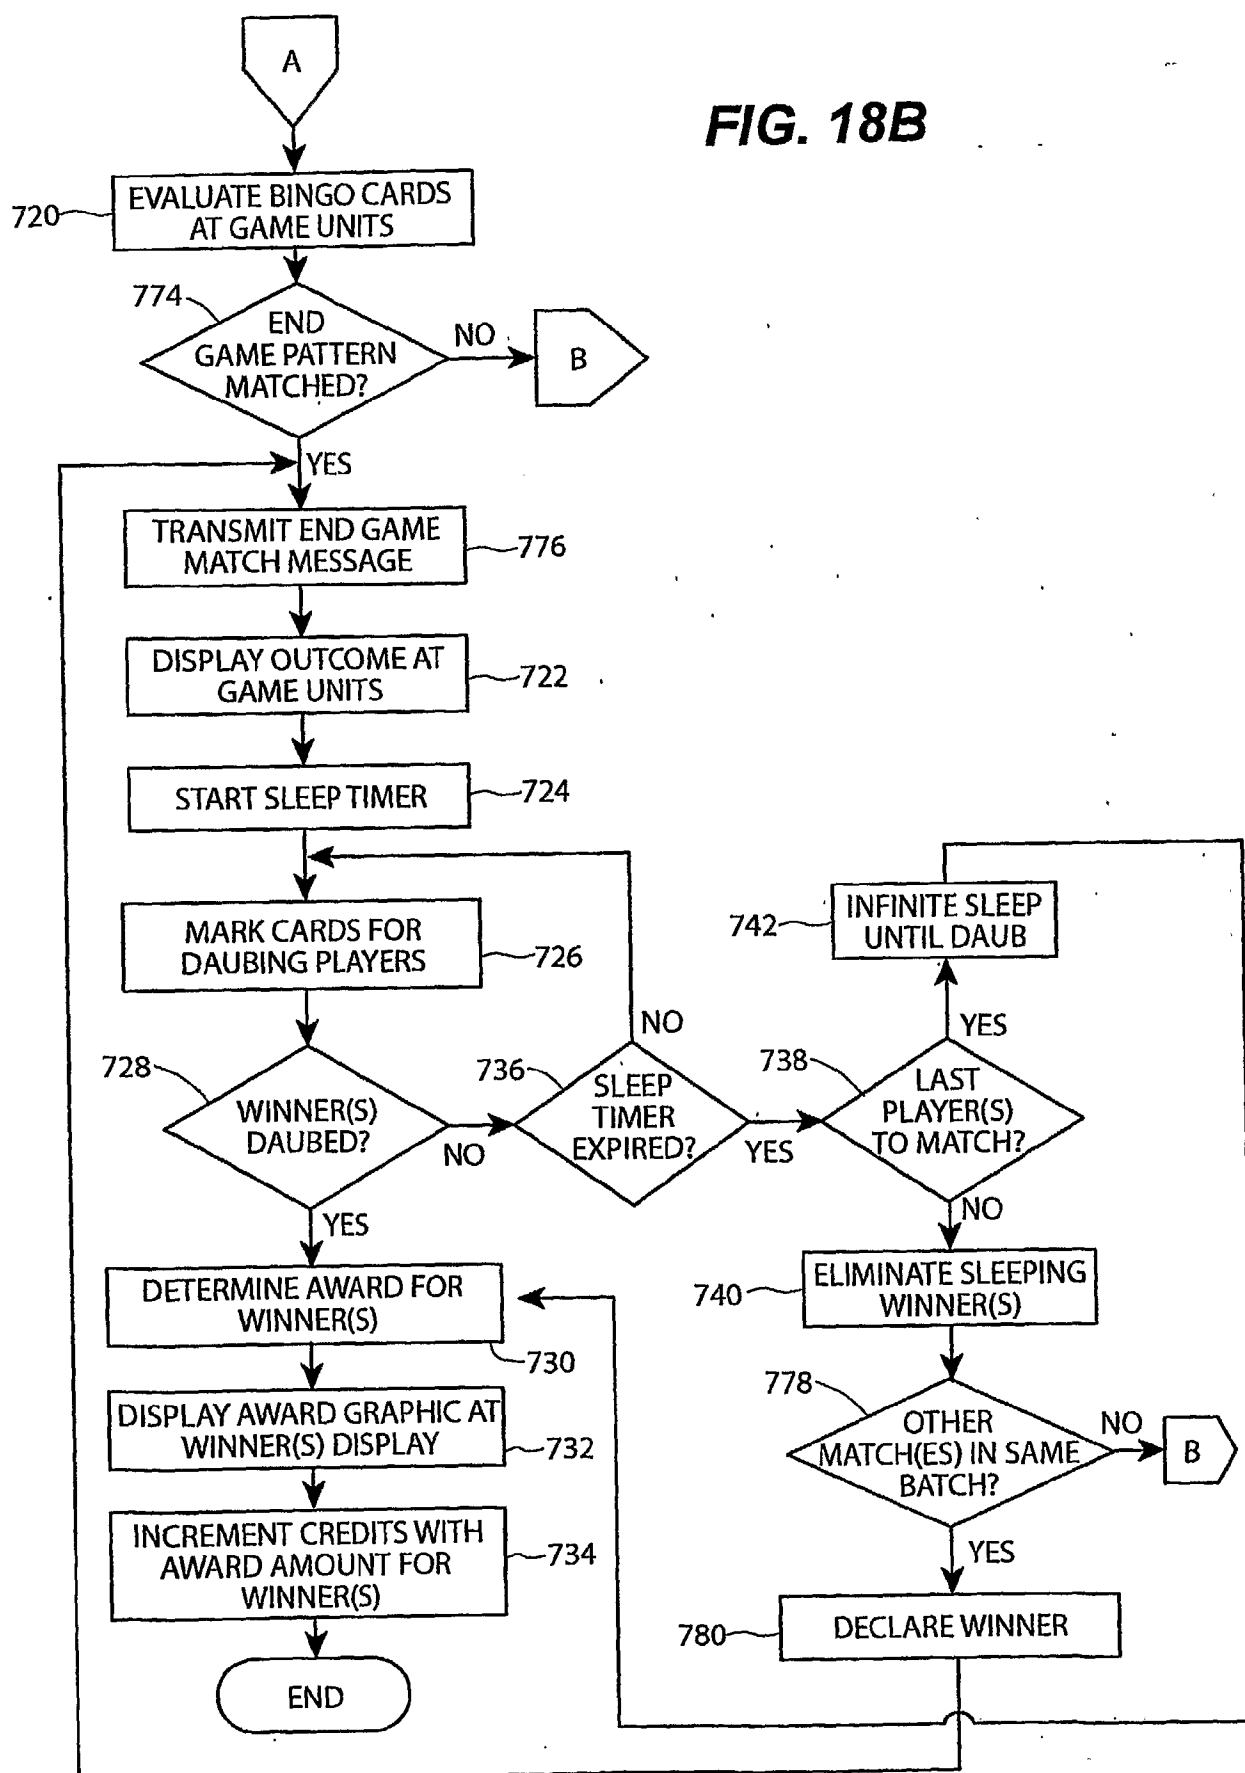 A
FIG. 18B
720
EVALUATE BINGO CARDS
AT GAME UNITS
774
END
GAME PATTERN
MATCHED?
NO
B
YES
TRANSMIT END GAME
MATCH MESSAGE
776
DISPLAY OUTCOME AT
GAME UNITS
722
START SLEEP TIMER
724
MARK CARDS FOR
DAUBING PLAYERS
726
742
INFINITE SLEEP
UNTIL DAUB
NO
YES
728
WINNER(S)
DAUBED?
NO
736
SLEEP
TIMER
EXPIRED?
YES
738
LAST
PLAYER(S)
TO MATCH?
YES
NO
DETERMINE AWARD FOR
WINNER(S)
730
740
ELIMINATE SLEEPING
WINNER(S)
DISPLAY AWARD GRAPHIC AT
WINNER(S) DISPLAY
732
778
OTHER
MATCH(ES) IN SAME
BATCH?
NO
B
INCREMENT CREDITS WITH
AWARD AMOUNT FOR
WINNER(S)
734
YES
780
DECLARE WINNER
END